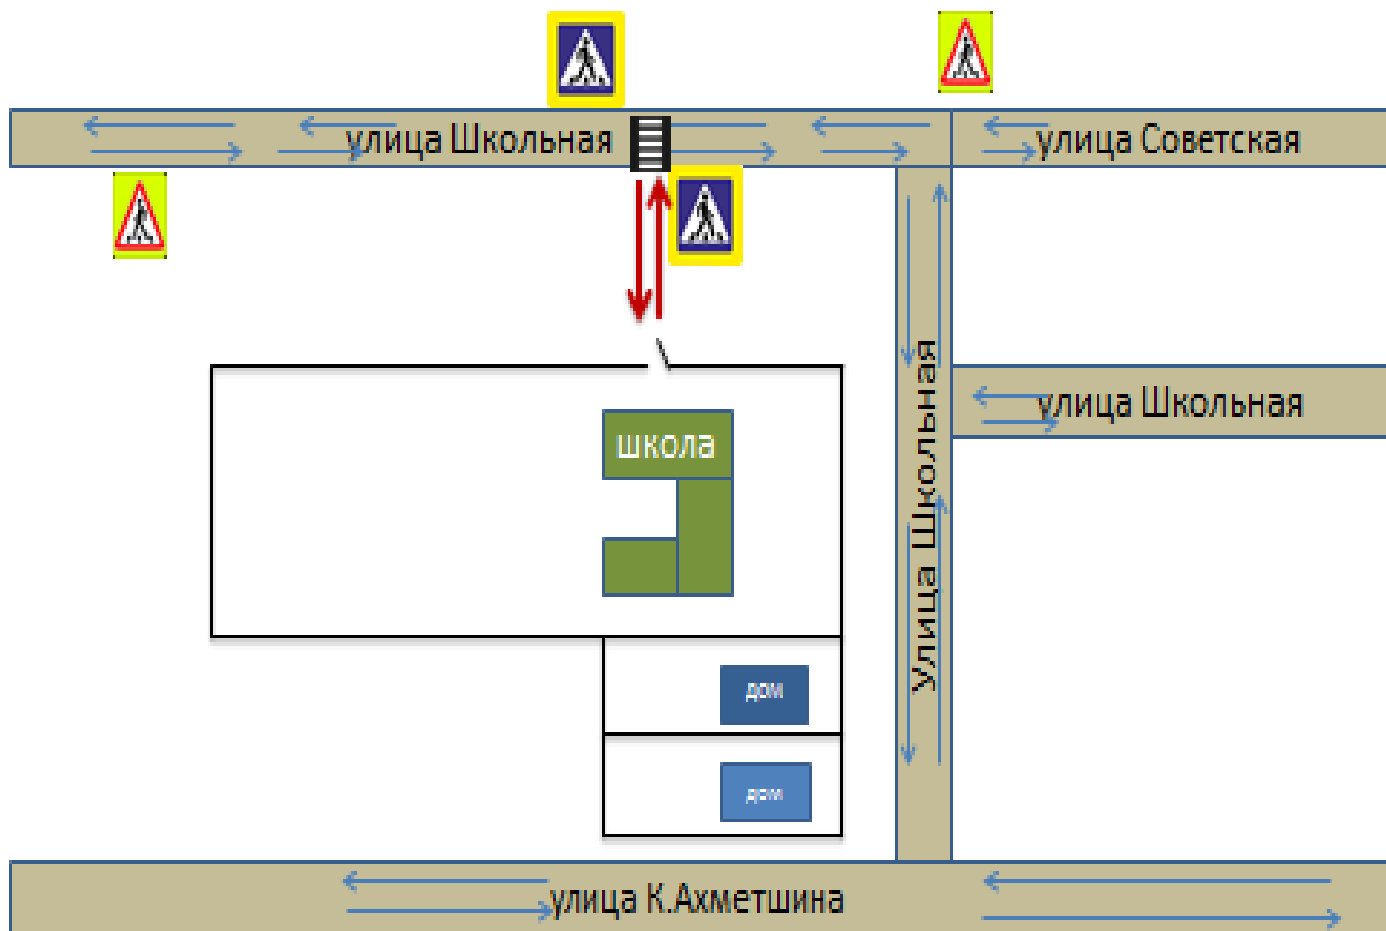 улица Школьная
улица Советская
улица Школьная
Улица Школьная
школа
дом
дом
улица К.Ахметшина